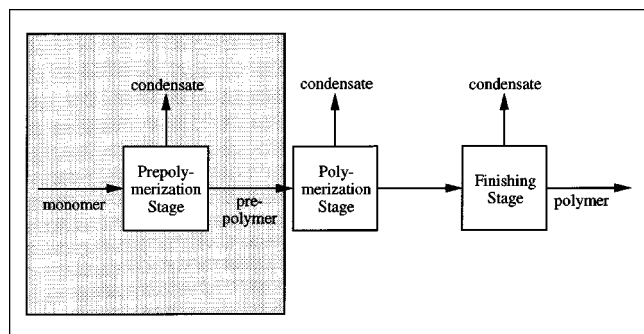 condensate
condensate
condensate
Prepoly-
merization
Stage
Poly-
merization
Stage
Finishing
Stage
monomer
pre-
polymer
polymer